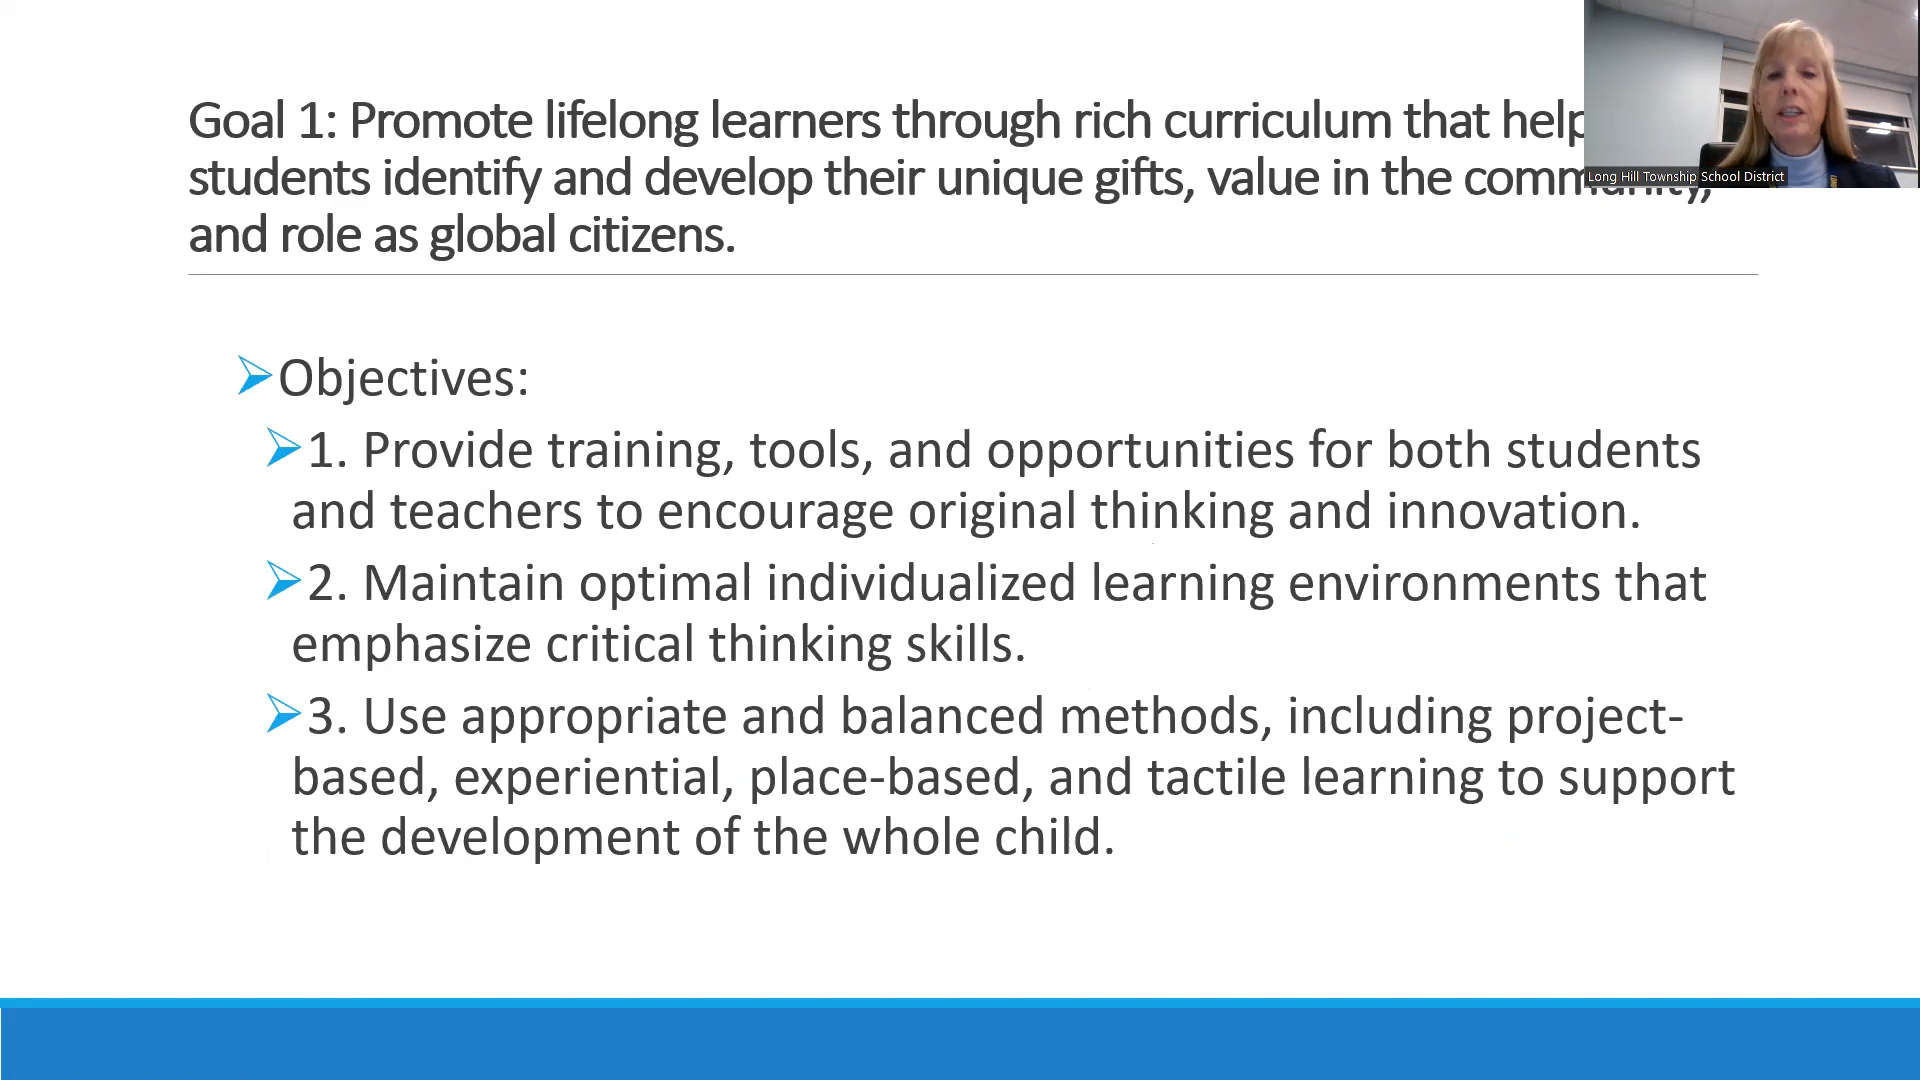 Goal 1: Promote lifelong learners through rich curriculum that help
students identify and develop their unique gifts, value in the community,
and role as global citizens.
Long Hill Township School District
Objectives:
1. Provide training, tools, and opportunities for both students
and teachers to encourage original thinking and innovation.
2. Maintain optimal individualized learning environments that
emphasize critical thinking skills.
3. Use appropriate and balanced methods, including project-
based, experiential, place-based, and tactile learning to support
the development of the whole child.